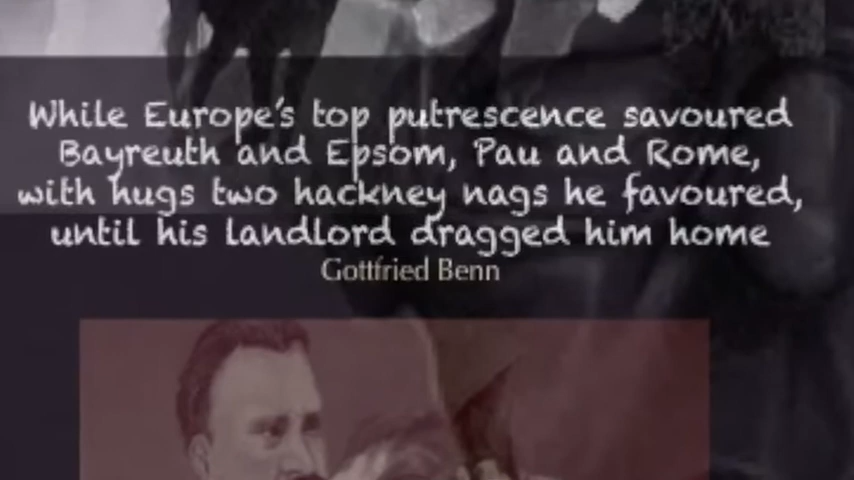 While Europe's top putrescence savoured
Bayreuth and Epsom, Pau and Rome,
with hugs two hackney nags he favoured,
until his landlord dragged him home
Gottfried Benn